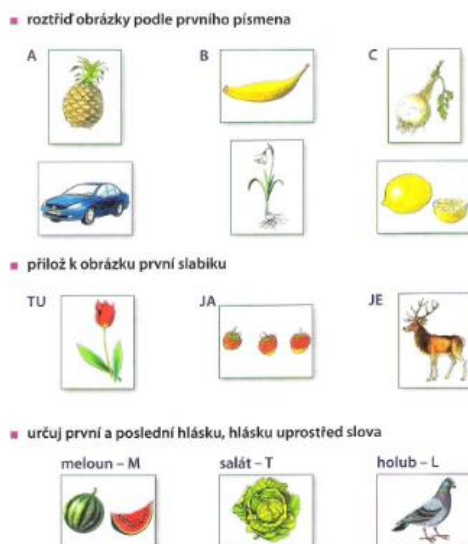 roztřiď obrázky podle prvního písmena
A B C
přilož k obrázku první slabiku
TU JA JE
určuj první a poslední hlásku, hlásku uprostřed slova
meloun – M salát – T holub – L